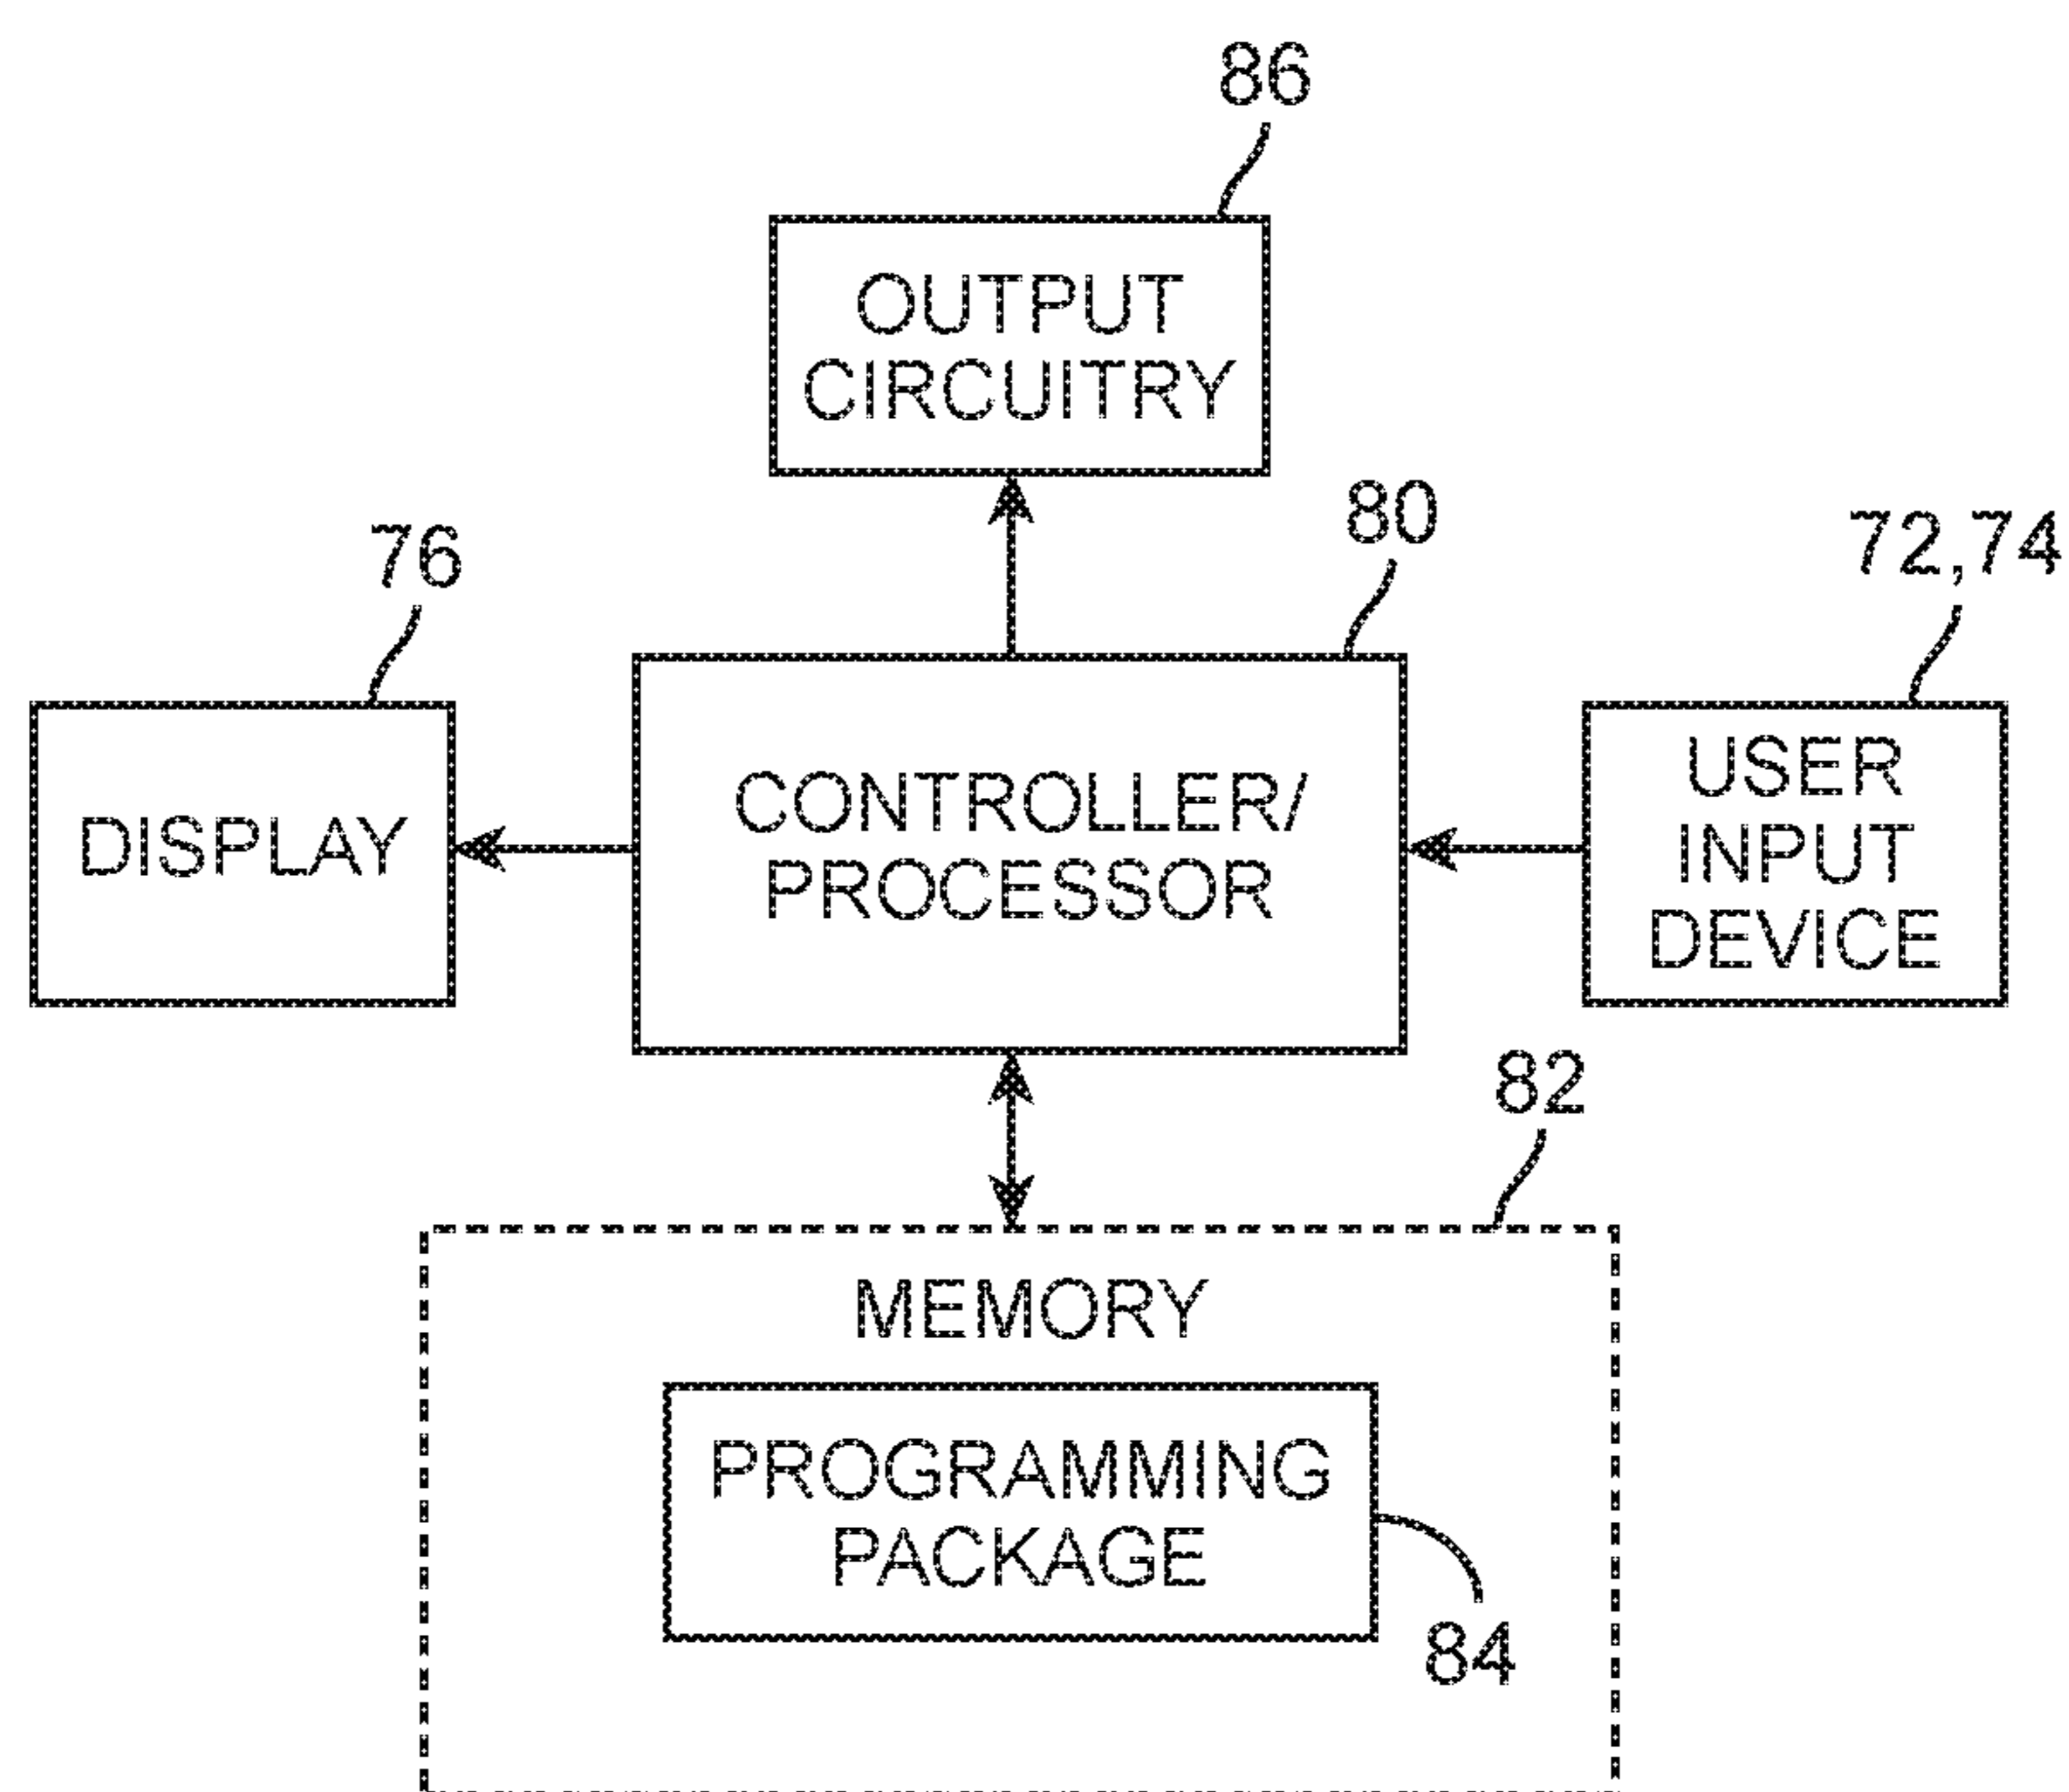 86
OUTPUT
CIRCUITRY
80
72,74
76
DISPLAY
CONTROLLER/
PROCESSOR
USER
INPUT
DEVICE
82
MEMORY
PROGRAMMING
PACKAGE
84